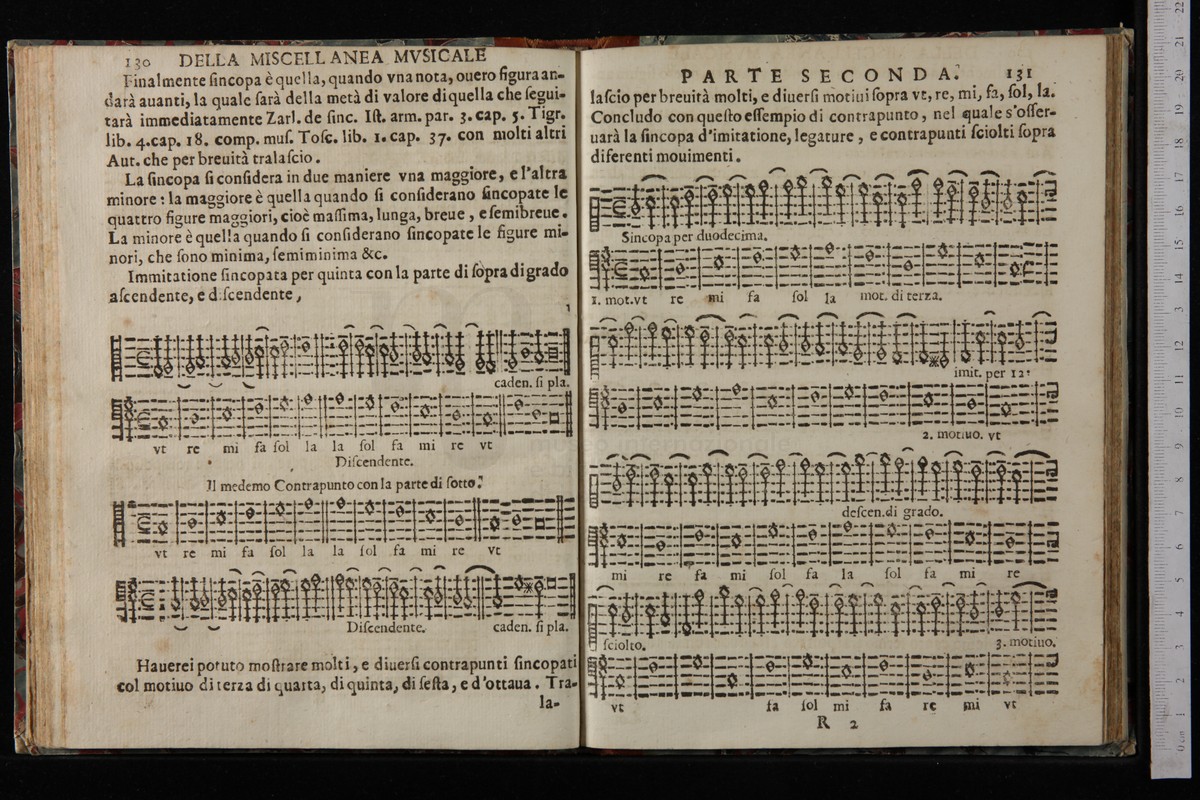 130 DELLA MISCELLANEA MVSICALE
Finalmente ſincopa è quella, quando vna nota, ouero figura an-
darà auanti, la quale ſarà della metà di valore di quella che ſegui-
tarà immediatamente Zarl. de ſinc. Iſt. arm. par. 3. cap. 5. Tigr.
lib. 4. cap. 18. comp. muſ. Toſc. lib. 1. cap. 37. con molti altri
Aut. che per breuità tralaſcio.
La ſincopa ſi conſidera in due maniere vna maggiore, e l'altra
minore: la maggiore è quella quando ſi conſiderano ſincopate le
quattro figure maggiori, cioè maſſima, lunga, breue, e ſemibreue.
La minore è quella quando ſi conſiderano ſincopate le figure mi-
nori, che ſono minima, ſemiminima &c.
Immitatione ſincopata per quinta con la parte di ſopra di grado
aſcendente, e diſcendente,
caden. ſi pla.
vt re mi fa ſol la la ſol fa mi re vt
Diſcendente.
Il medemo Contrapunto con la parte di ſotto.
vt re mi fa ſol la la ſol fa mi re vt
Diſcendente. caden. ſi pla.
Hauerei potuto moſtrare molti, e diuerſi contrapunti ſincopati
col motiuo di terza di quarta, di quinta, di ſeſta, e d'ottaua. Tra-
la-
PARTE SECONDA. 131
laſcio per breuità molti, e diuerſi motiui ſopra vt, re, mi, fa, ſol, la.
Concludo con queſto eſſempio di contrapunto, nel quale s'oſſer-
uarà la ſincopa d'imitatione, legature, e contrapunti ſciolti ſopra
diferenti mouimenti.
Sincopa per duodecima.
1. mot. vt re mi fa ſol la mot. di terza.
imit. per 12.
2. motiuo. vt
deſcen. di grado.
mi re fa mi ſol fa la ſol fa mi re
ſciolto. 3. motiuo.
vt fa ſol mi fa re mi vt
R 2